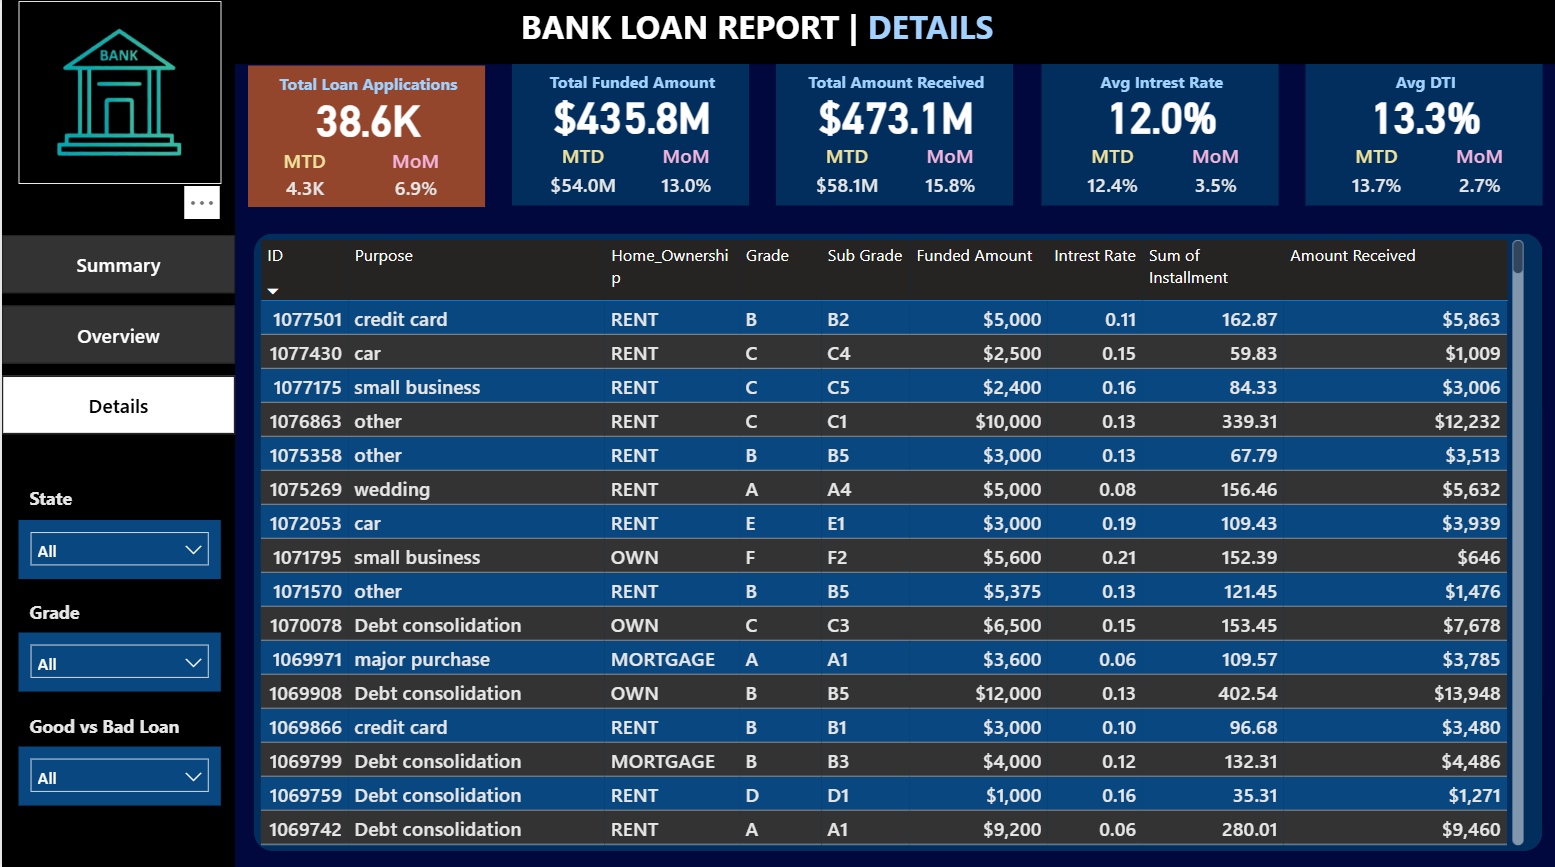 BANK
BANK LOAN REPORT | DETAILS
Total Loan Applications
38.6K
MTD MoM
4.3K 6.9%
Total Funded Amount
$435.8M
MTD MoM
$54.0M 13.0%
Total Amount Received
$473.1M
MTD MoM
$58.1M 15.8%
Avg Intrest Rate
12.0%
MTD MoM
12.4% 3.5%
Avg DTI
13.3%
MTD MoM
13.7% 2.7%
Summary
Overview
Details
State
All
Grade
All
Good vs Bad Loan
All
ID Purpose Home_Ownershi Grade Sub Grade Funded Amount Intrest Rate Sum of Amount Received
p Installment
1077501 credit card RENT B B2 $5,000 0.11 162.87 $5,863
1077430 car RENT C C4 $2,500 0.15 59.83 $1,009
1077175 small business RENT C C5 $2,400 0.16 84.33 $3,006
1076863 other RENT C C1 $10,000 0.13 339.31 $12,232
1075358 other RENT B B5 $3,000 0.13 67.79 $3,513
1075269 wedding RENT A A4 $5,000 0.08 156.46 $5,632
1072053 car RENT E E1 $3,000 0.19 109.43 $3,939
1071795 small business OWN F F2 $5,600 0.21 152.39 $646
1071570 other RENT B B5 $5,375 0.13 121.45 $1,476
1070078 Debt consolidation OWN C C3 $6,500 0.15 153.45 $7,678
1069971 major purchase MORTGAGE A A1 $3,600 0.06 109.57 $3,785
1069908 Debt consolidation OWN B B5 $12,000 0.13 402.54 $13,948
1069866 credit card RENT B B1 $3,000 0.10 96.68 $3,480
1069799 Debt consolidation MORTGAGE B B3 $4,000 0.12 132.31 $4,486
1069759 Debt consolidation RENT D D1 $1,000 0.16 35.31 $1,271
1069742 Debt consolidation RENT A A1 $9,200 0.06 280.01 $9,460